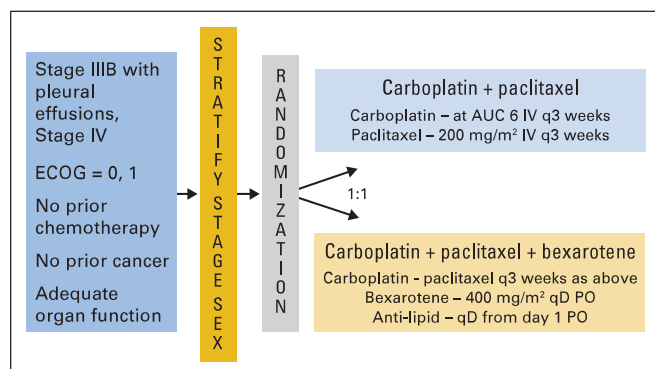 Stage IIIB with
pleural
effusions,
Stage IV
ECOG = 0, 1
No prior
chemotherapy
No prior cancer
Adequate
organ function
STRATIFY STAGE SEX
RANDOMIZATION
1:1
Carboplatin + paclitaxel
Carboplatin – at AUC 6 IV q3 weeks
Paclitaxel – 200 mg/m² IV q3 weeks
Carboplatin + paclitaxel + bexarotene
Carboplatin - paclitaxel q3 weeks as above
Bexarotene – 400 mg/m² qD PO
Anti-lipid – qD from day 1 PO